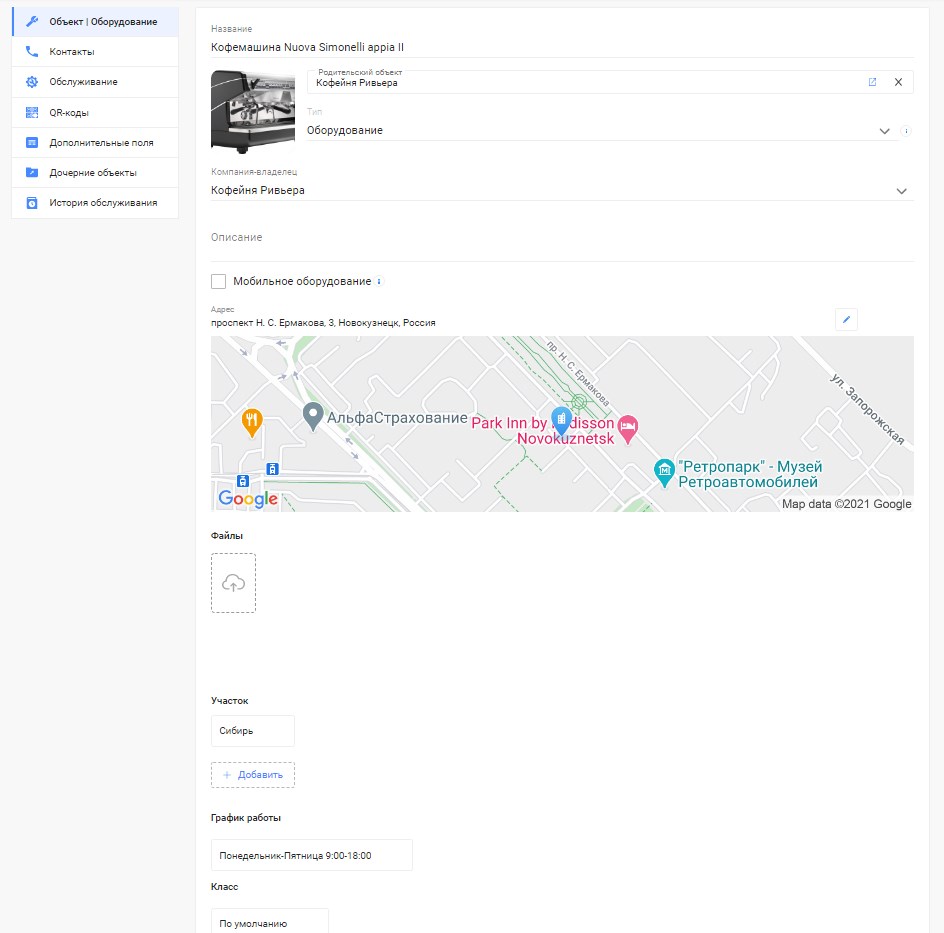 Объект | Оборудование
Контакты
Обслуживание
QR-коды
Дополнительные поля
Дочерние объекты
История обслуживания
Название
Кофемашина Nuova Simonelli appia II
Родительский объект
Кофейня Ривьера
Тип
Оборудование
Компания-владелец
Кофейня Ривьера
Описание
Мобильное оборудование
Адрес
проспект Н. С. Ермакова, 3, Новокузнецк, Россия
пр. Н. С. Ермакова
ул. Запорожская
АльфаСтрахование
Park Inn by Radisson
Novokuznetsk
"Ретропарк" - Музей
Ретроавтомобилей
Google
Map data ©2021 Google
Файлы
Участок
Сибирь
+ Добавить
График работы
Понедельник-Пятница 9:00-18:00
Класс
По умолчанию